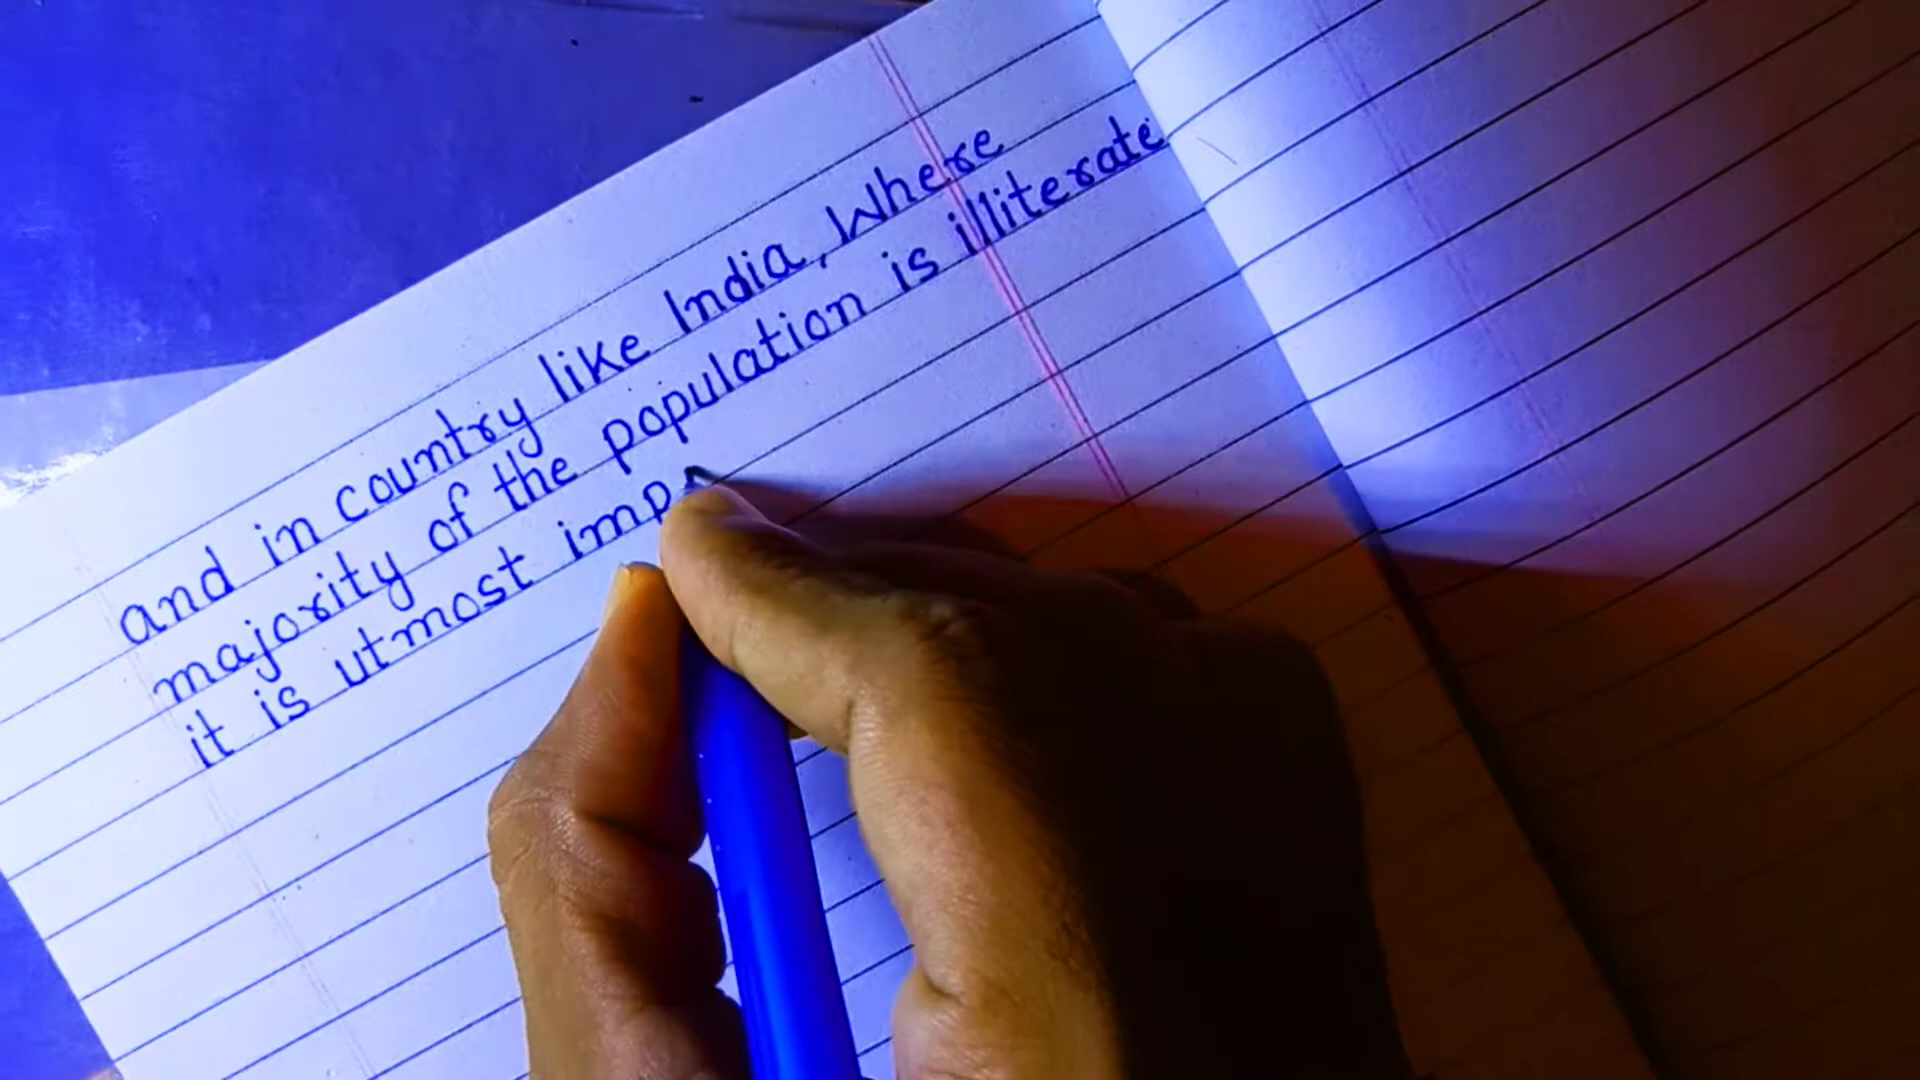 and in country like India, Where
majority of the population is illiterate
it is utmost imp